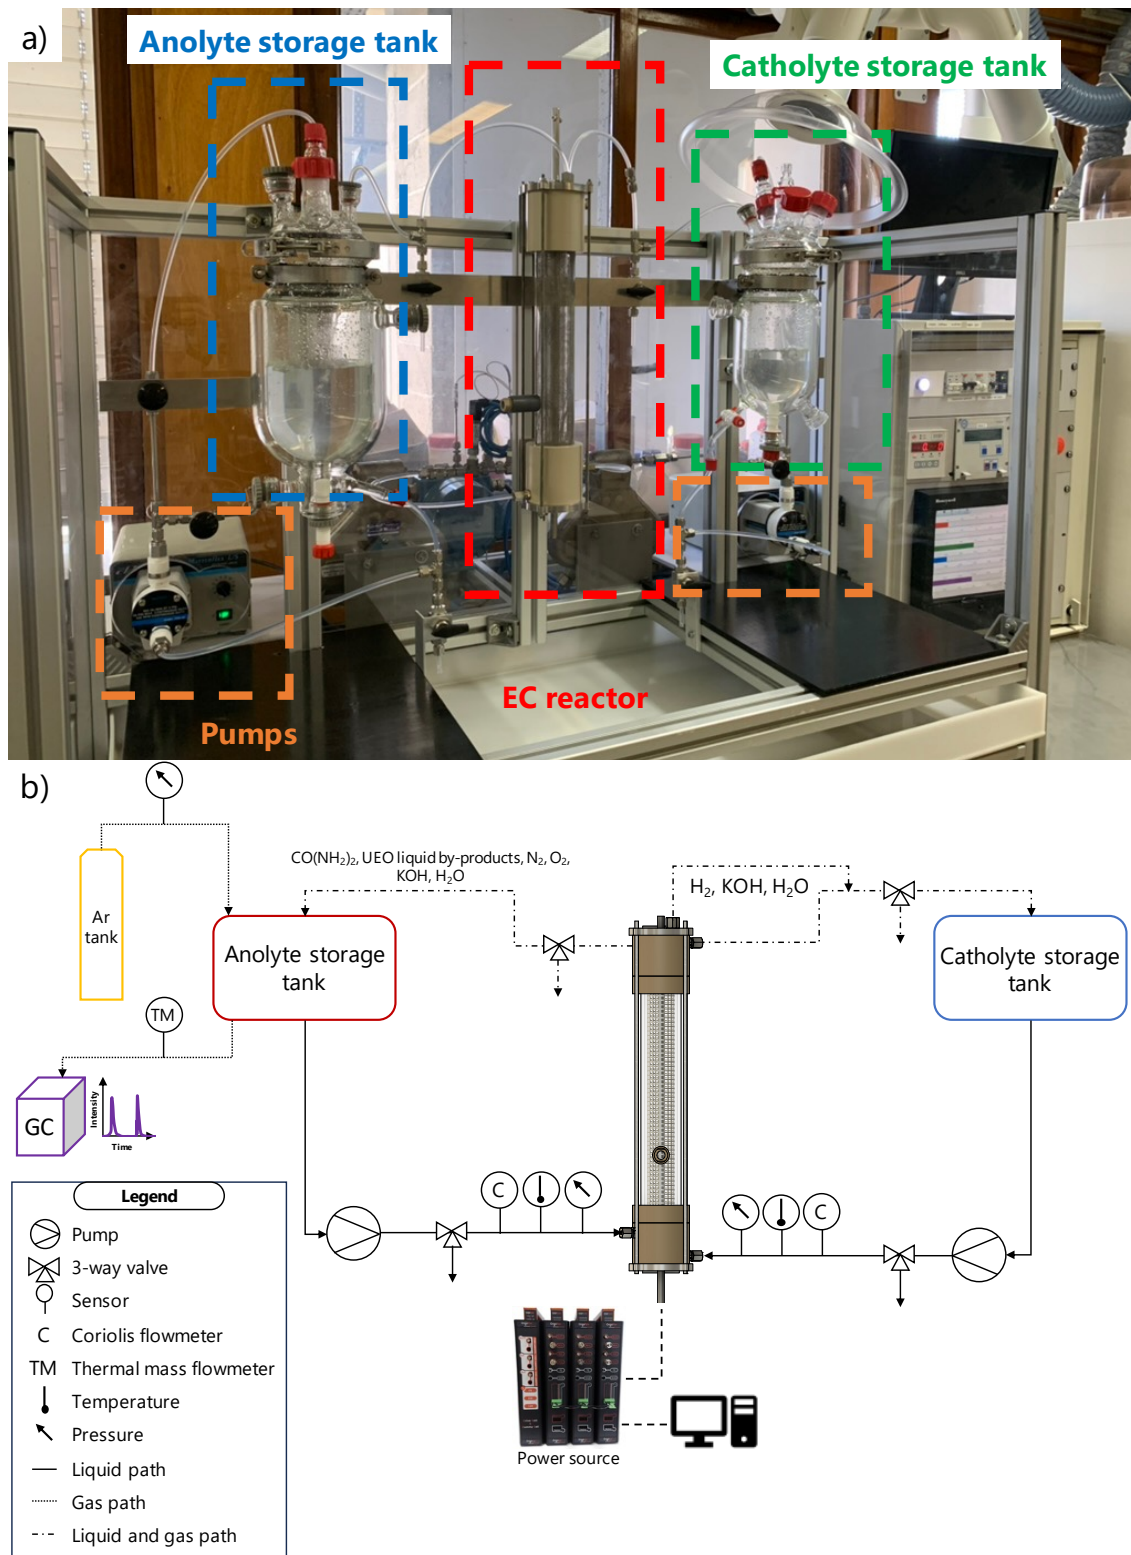 a)
Anolyte storage tank
Catholyte storage tank
EC reactor
Pumps
b)
CO(NH₂)₂, UEO liquid by-products, N₂, O₂,
KOH, H₂O
H₂, KOH, H₂O
Ar
tank
Anolyte storage
tank
Catholyte storage
tank
TM
GC
Intensity
Time
C
C
Legend
Pump
3-way valve
Sensor
C Coriolis flowmeter
TM Thermal mass flowmeter
Temperature
Pressure
Liquid path
Gas path
Liquid and gas path
Power source